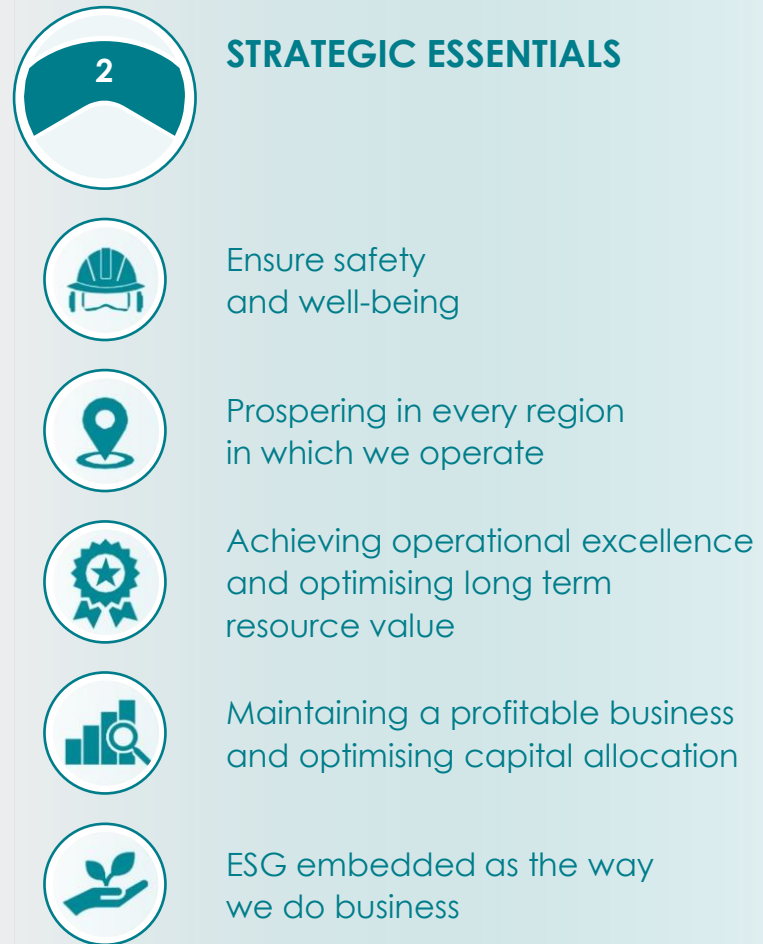 2
STRATEGIC ESSENTIALS
Ensure safety
and well-being
Prospering in every region
in which we operate
Achieving operational excellence
and optimising long term
resource value
Maintaining a profitable business
and optimising capital allocation
ESG embedded as the way
we do business